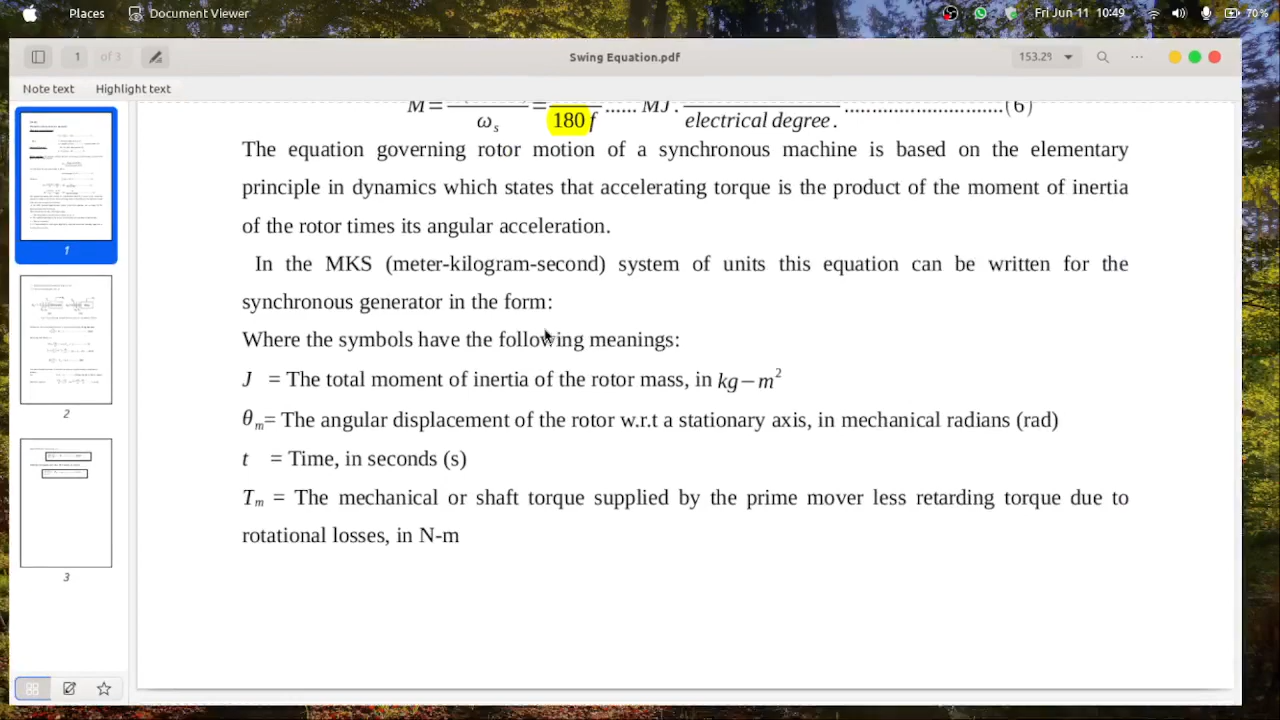 Places Document Viewer Fri Jun 11 10:49 70%
1 of 3 Swing Equation.pdf 153.29
Note text Highlight text
M = = ...... MJ. ..............................(6)
ωs 180 f electrical degree.
The equation governing rotor motion of a synchronous machine is based on the elementary
principle in dynamics which states that accelerating torque is the product of the moment of inertia
of the rotor times its angular acceleration.
In the MKS (meter-kilogram-second) system of units this equation can be written for the
synchronous generator in the form:
Where the symbols have the following meanings:
J = The total moment of inertia of the rotor mass, in kg−m²
θm= The angular displacement of the rotor w.r.t a stationary axis, in mechanical radians (rad)
t = Time, in seconds (s)
Tm = The mechanical or shaft torque supplied by the prime mover less retarding torque due to
rotational losses, in N-m
1
2
3